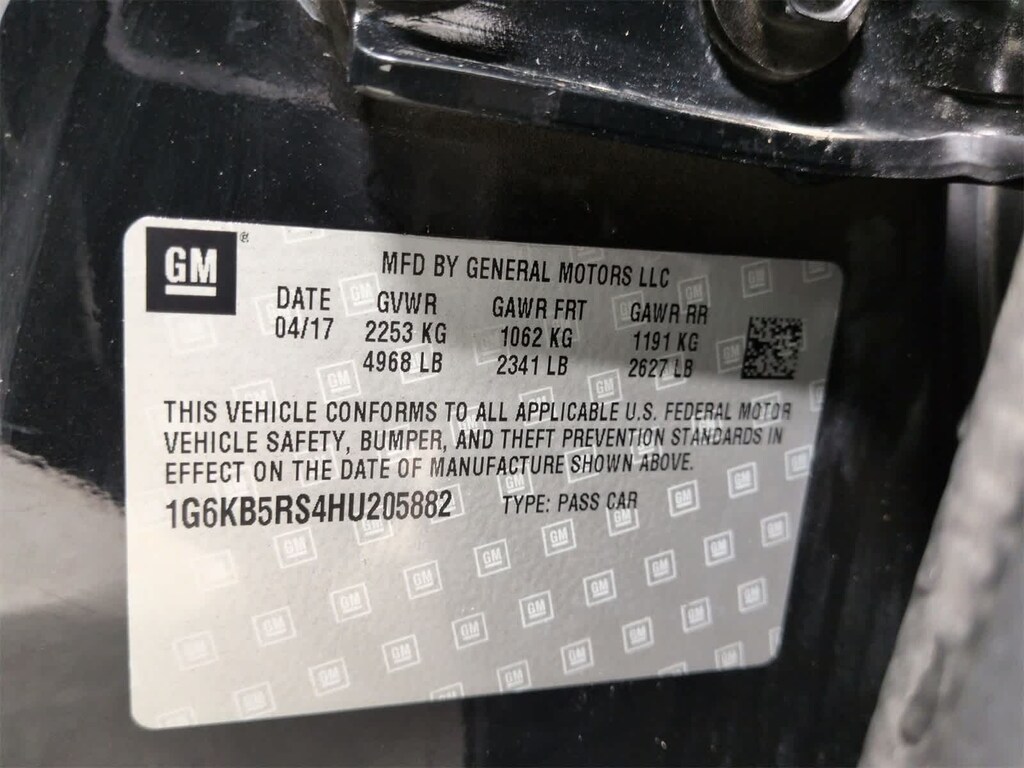 GM®
MFD BY GENERAL MOTORS LLC
DATE GVWR GAWR FRT GAWR RR
04/17 2253 KG 1062 KG 1191 KG
4968 LB 2341 LB 2627 LB
THIS VEHICLE CONFORMS TO ALL APPLICABLE U.S. FEDERAL MOTOR
VEHICLE SAFETY, BUMPER, AND THEFT PREVENTION STANDARDS IN
EFFECT ON THE DATE OF MANUFACTURE SHOWN ABOVE.
1G6KB5RS4HU205882 TYPE: PASS CAR